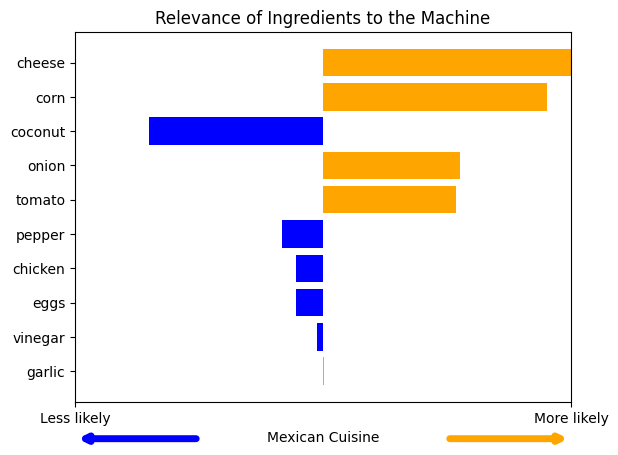 Relevance of Ingredients to the Machine
cheese
corn
coconut
onion
tomato
pepper
chicken
eggs
vinegar
garlic
Less likely
More likely
Mexican Cuisine